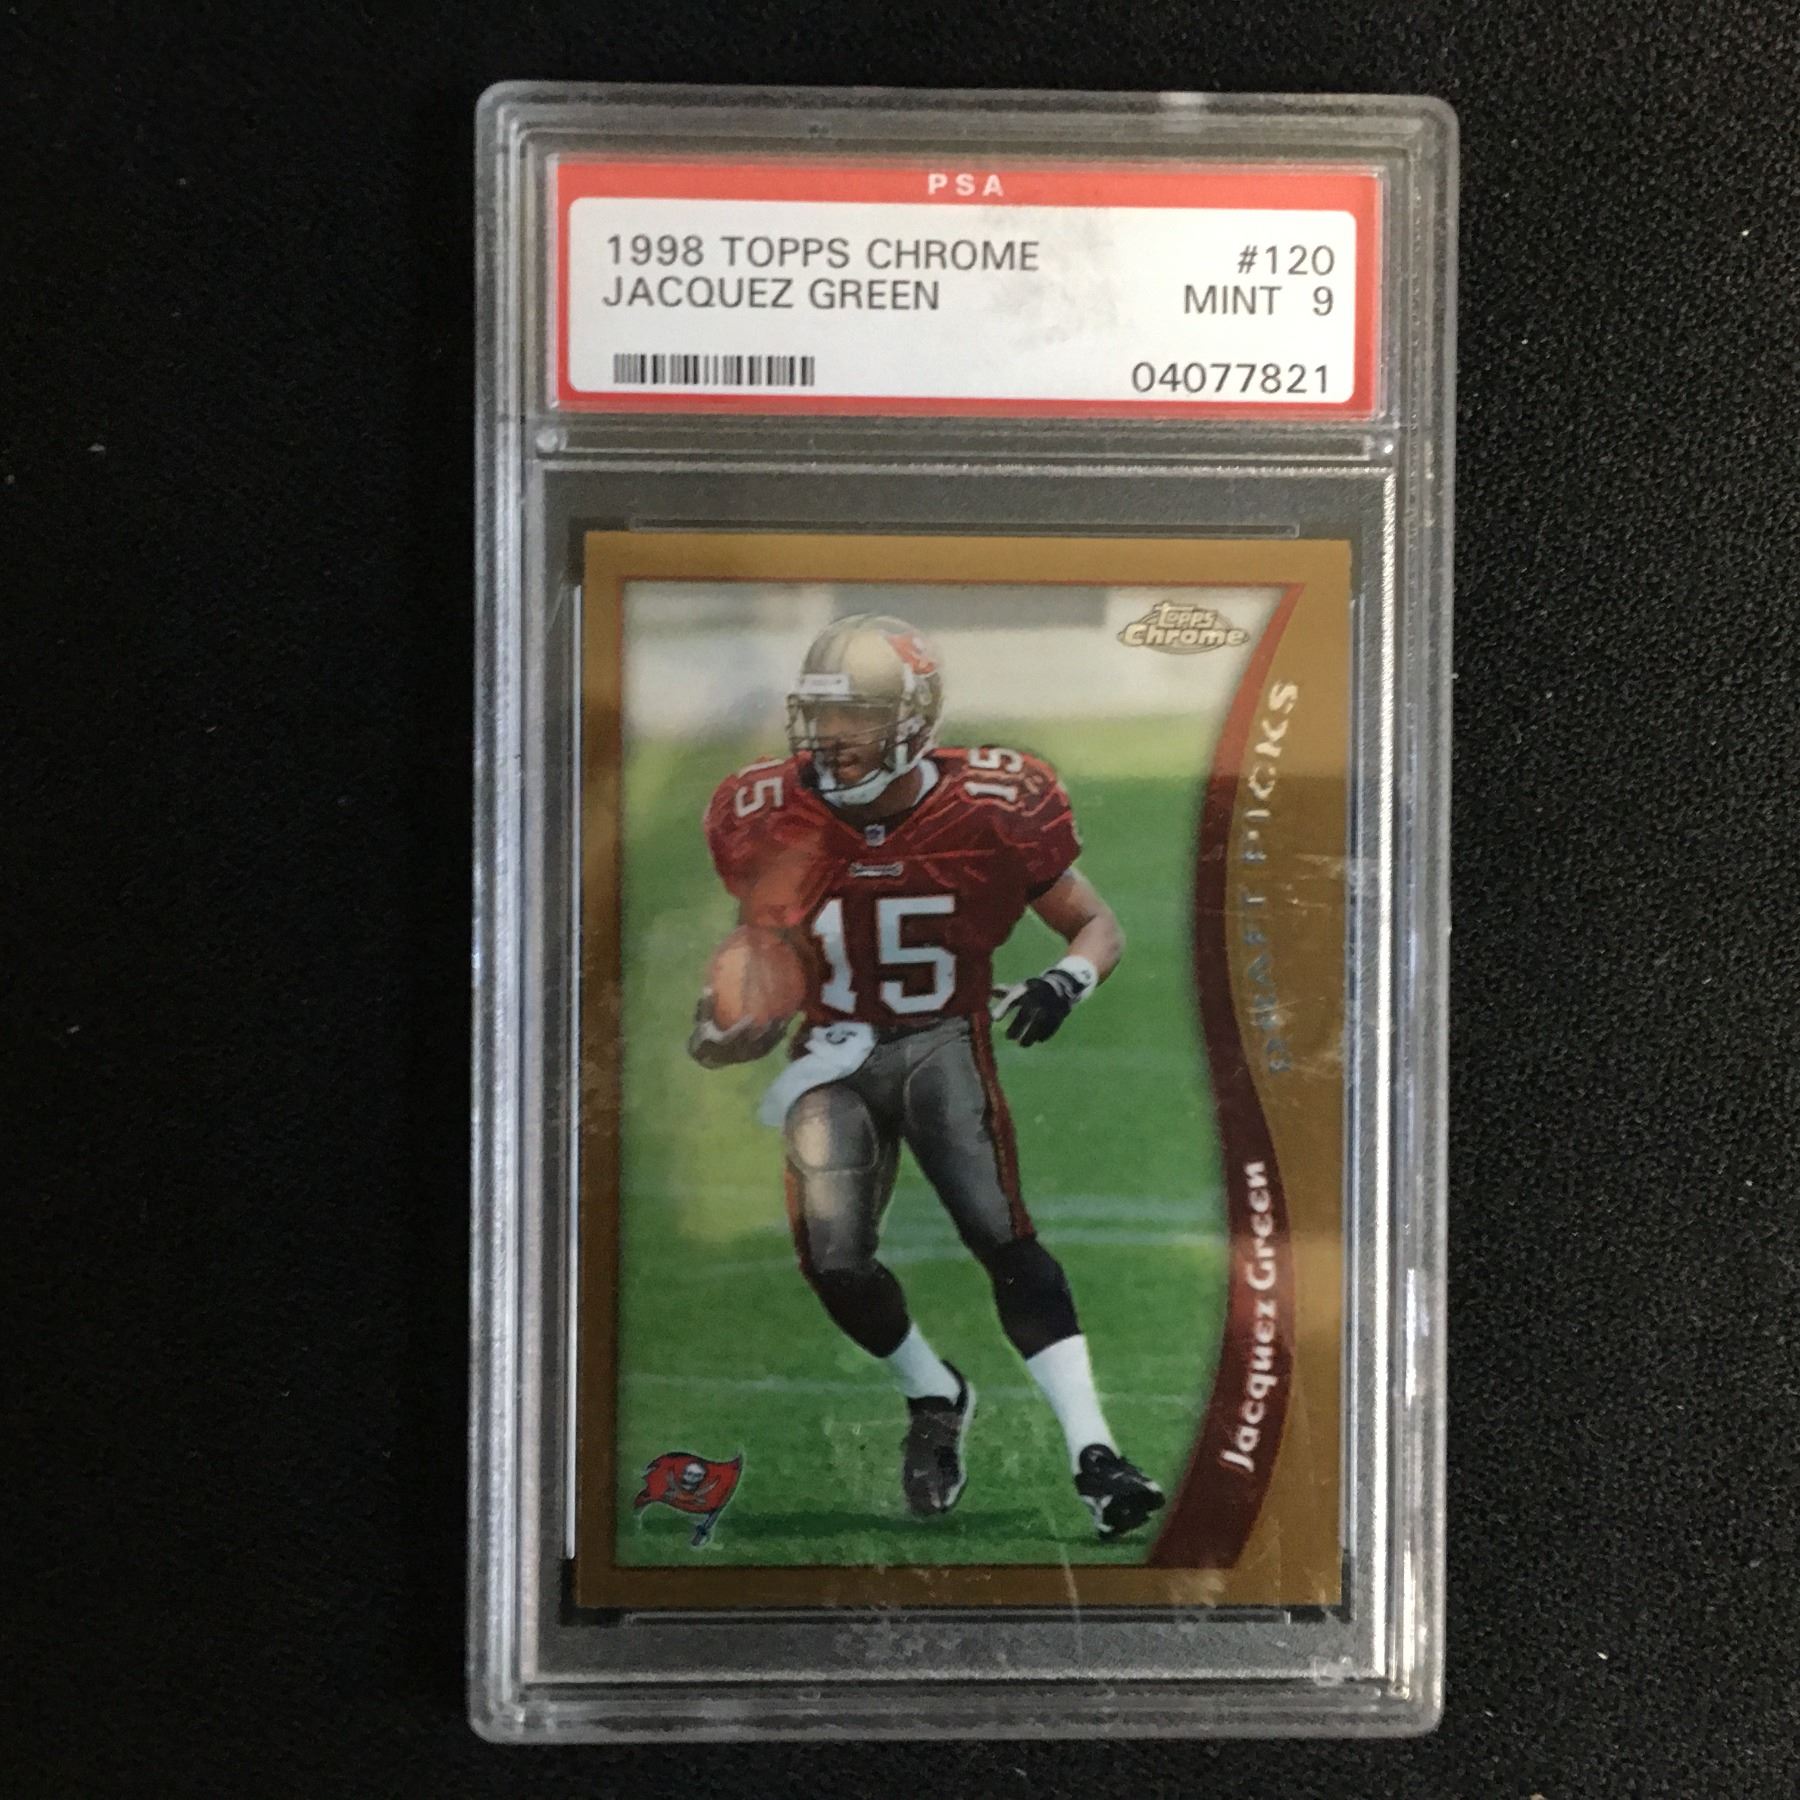 PSA
1998 TOPPS CHROME #120
JACQUEZ GREEN MINT 9
04077821
Topps
Chrome
DRAFT PICKS
15
15
15
Jacquez Green